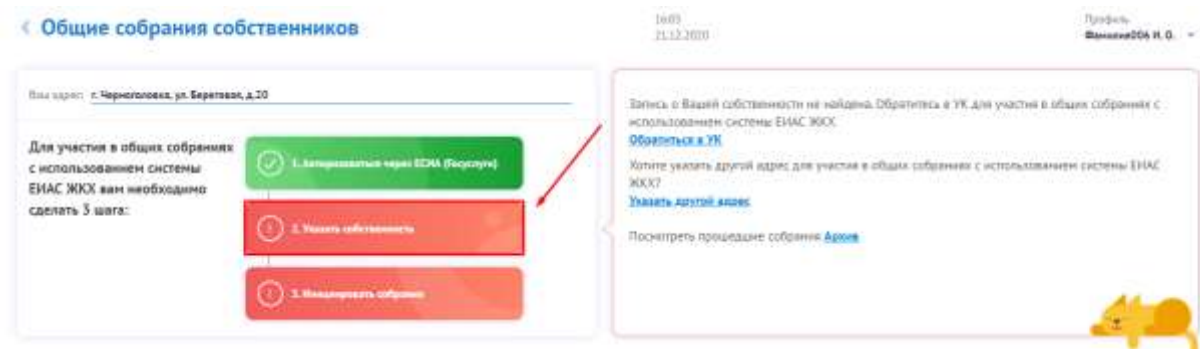 Общие собрания собственников
16:03
21.12.2020
Профиль
Фамилия006 И. О.
Ваш адрес: г. Черноголовка, ул. Береговая, д.20
Для участия в общих собраниях
с использованием системы
ЕИАС ЖКХ вам необходимо
сделать 3 шага:
1. Авторизоваться через ЕСИА (Госуслуги)
2. Указать собственность
3. Инициировать собрание
Запись о Вашей собственности не найдена. Обратитесь в УК для участия в общих собраниях с
использованием системы ЕИАС ЖКХ
Обратиться в УК
Хотите указать другой адрес для участия в общих собраниях с использованием системы ЕИАС
ЖКХ?
Указать другой адрес
Посмотреть прошедшие собрания Архив